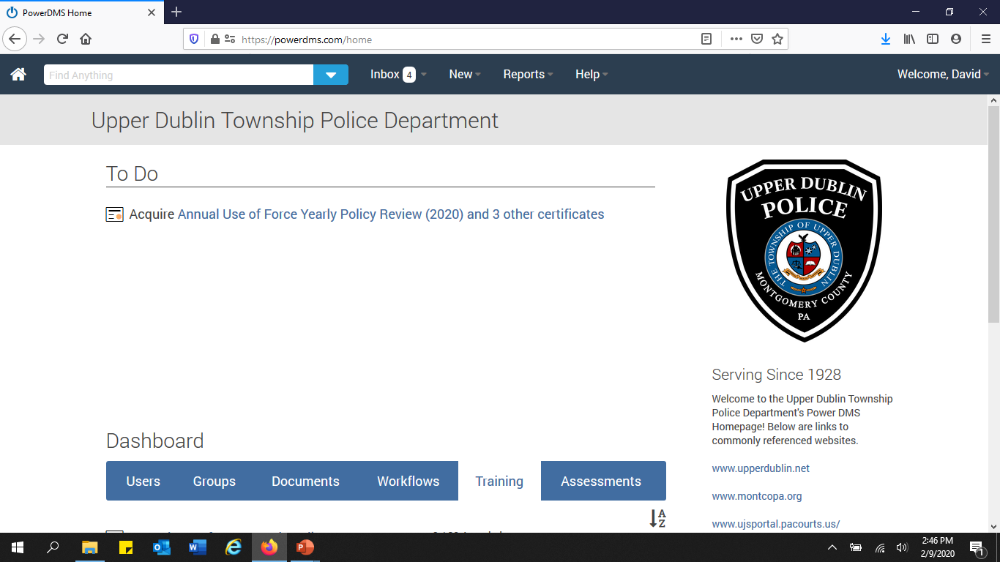 PowerDMS Home
https://powerdms.com/home
Find Anything
Inbox 4
New
Reports
Help
Welcome, David
Upper Dublin Township Police Department
To Do
Acquire Annual Use of Force Yearly Policy Review (2020) and 3 other certificates
UPPER DUBLIN
POLICE
THE TOWNSHIP OF UPPER DUBLIN
MONTGOMERY COUNTY
PA
Serving Since 1928
Welcome to the Upper Dublin Township
Police Department's Power DMS
Homepage! Below are links to
commonly referenced websites.
www.upperdublin.net
www.montcopa.org
www.ujsportal.pacourts.us/
Dashboard
Users
Groups
Documents
Workflows
Training
Assessments
A
Z
2:46 PM
2/9/2020
1